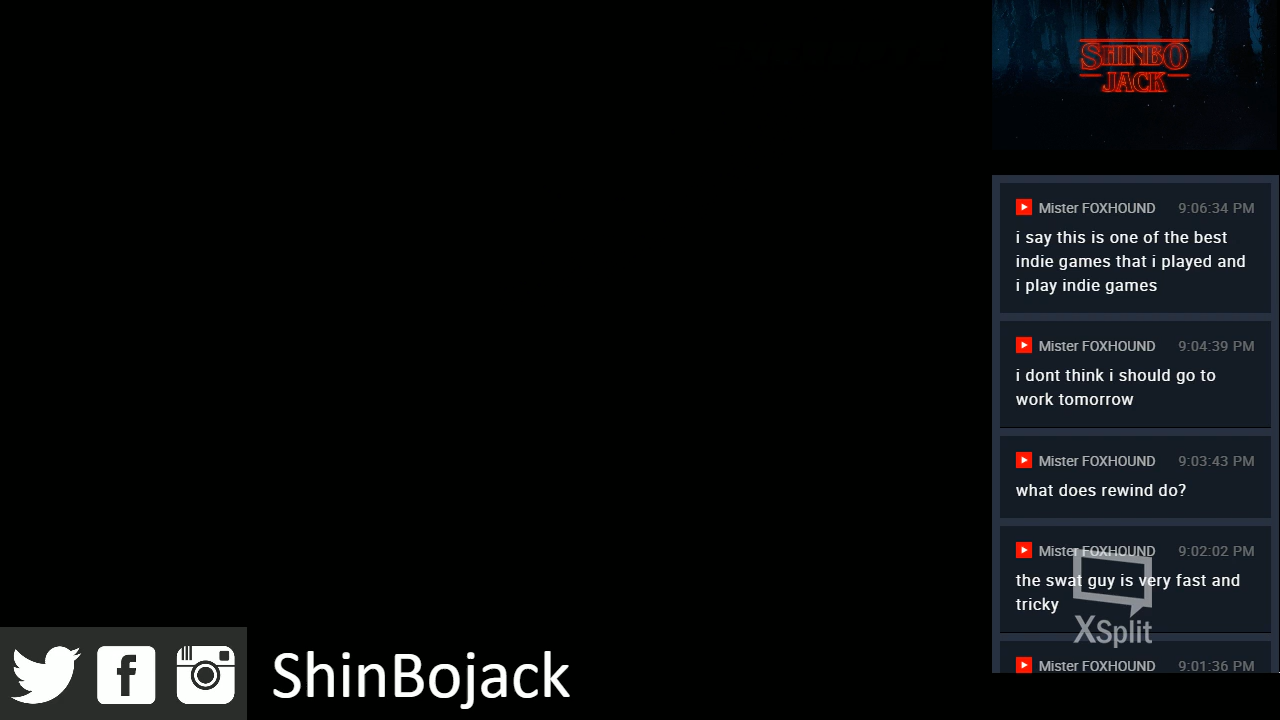 SHINBO
JACK
Mister FOXHOUND 9:06:34 PM
i say this is one of the best
indie games that i played and
i play indie games
Mister FOXHOUND 9:04:39 PM
i dont think i should go to
work tomorrow
Mister FOXHOUND 9:03:43 PM
what does rewind do?
Mister FOXHOUND 9:02:02 PM
the swat guy is very fast and
tricky
XSplit
Mister FOXHOUND 9:01:36 PM
ShinBojack